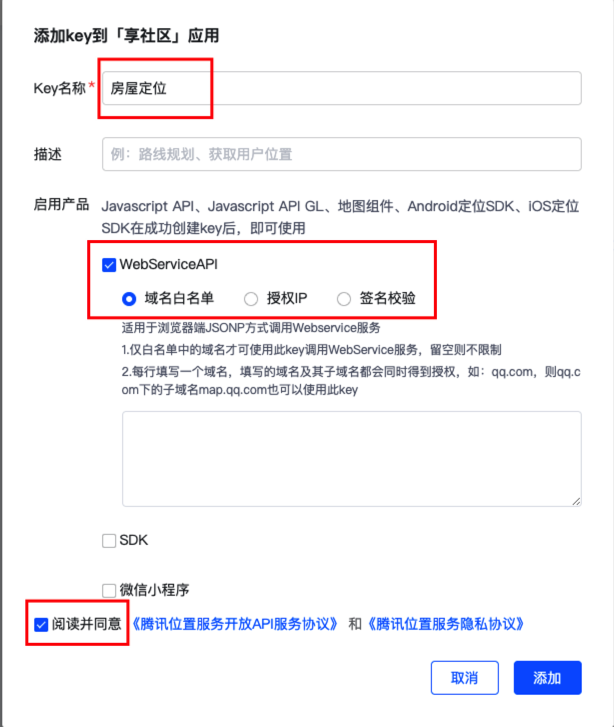 添加key到「享社区」应用
Key名称* 房屋定位
描述 例：路线规划、获取用户位置
启用产品 Javascript API、Javascript API GL、地图组件、Android定位SDK、iOS定位
SDK在成功创建key后，即可使用
WebServiceAPI
域名白名单 授权IP 签名校验
适用于浏览器端JSONP方式调用Webservice服务
1.仅白名单中的域名才可使用此key调用WebService服务，留空则不限制
2.每行填写一个域名，填写的域名及其子域名都会同时得到授权，如：qq.com，则qq.c
om下的子域名map.qq.com也可以使用此key
SDK
微信小程序
阅读并同意《腾讯位置服务开放API服务协议》 和《腾讯位置服务隐私协议》
取消 添加